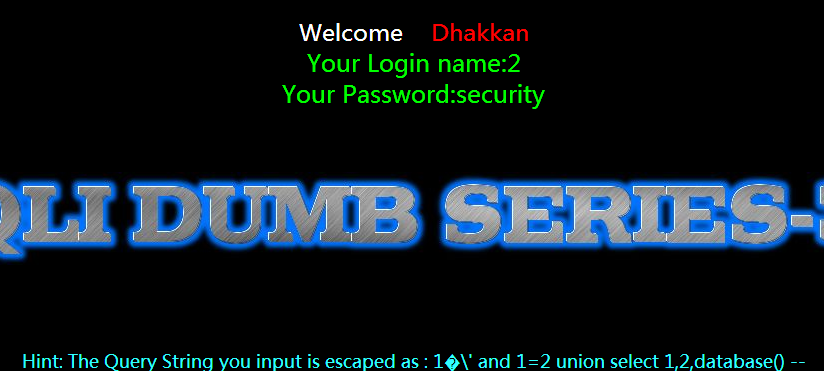 Welcome Dhakkan
Your Login name:2
Your Password:security
QLI DUMB SERIES-
Hint: The Query String you input is escaped as : 1�\' and 1=2 union select 1,2,database() --